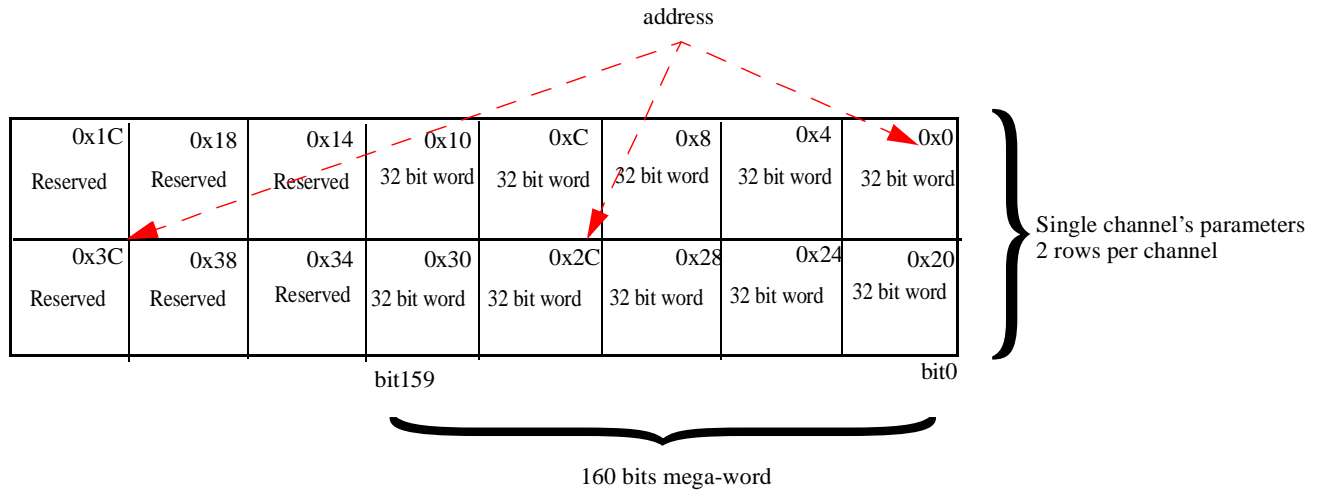 address
0x1C 0x18 0x14 0x10 0xC 0x8 0x4 0x0
Reserved Reserved Reserved 32 bit word 32 bit word 32 bit word 32 bit word 32 bit word
0x3C 0x38 0x34 0x30 0x2C 0x28 0x24 0x20
Reserved Reserved Reserved 32 bit word 32 bit word 32 bit word 32 bit word 32 bit word
Single channel's parameters
2 rows per channel
bit159 bit0
160 bits mega-word